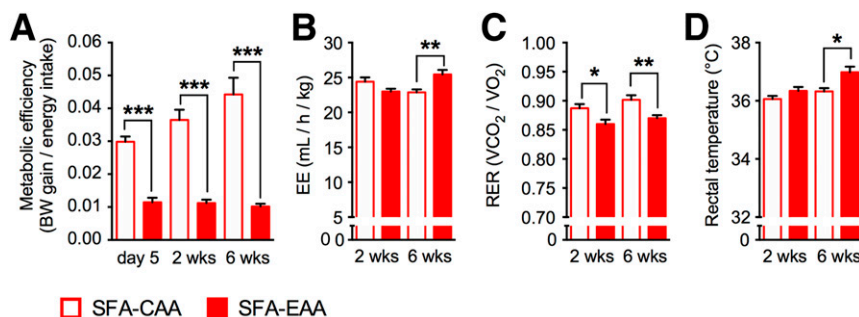 A
Metabolic efficiency
(BW gain / energy intake)
0.06
0.05
0.04
0.03
0.02
0.01
0.00
***
***
***
day 5 2 wks 6 wks
B
EE (mL / h / kg)
30
25
20
15
10
5
0 0
**
2 wks 6 wks
C
RER (VCO2 / VO2)
1.00
0.95
0.90
0.85
0.80
0.75
0.70
0
*
**
2 wks 6 wks
D
Rectal temperature (°C)
40
38
36
34
32
0
*
2 wks 6 wks
SFA-CAA SFA-EAA